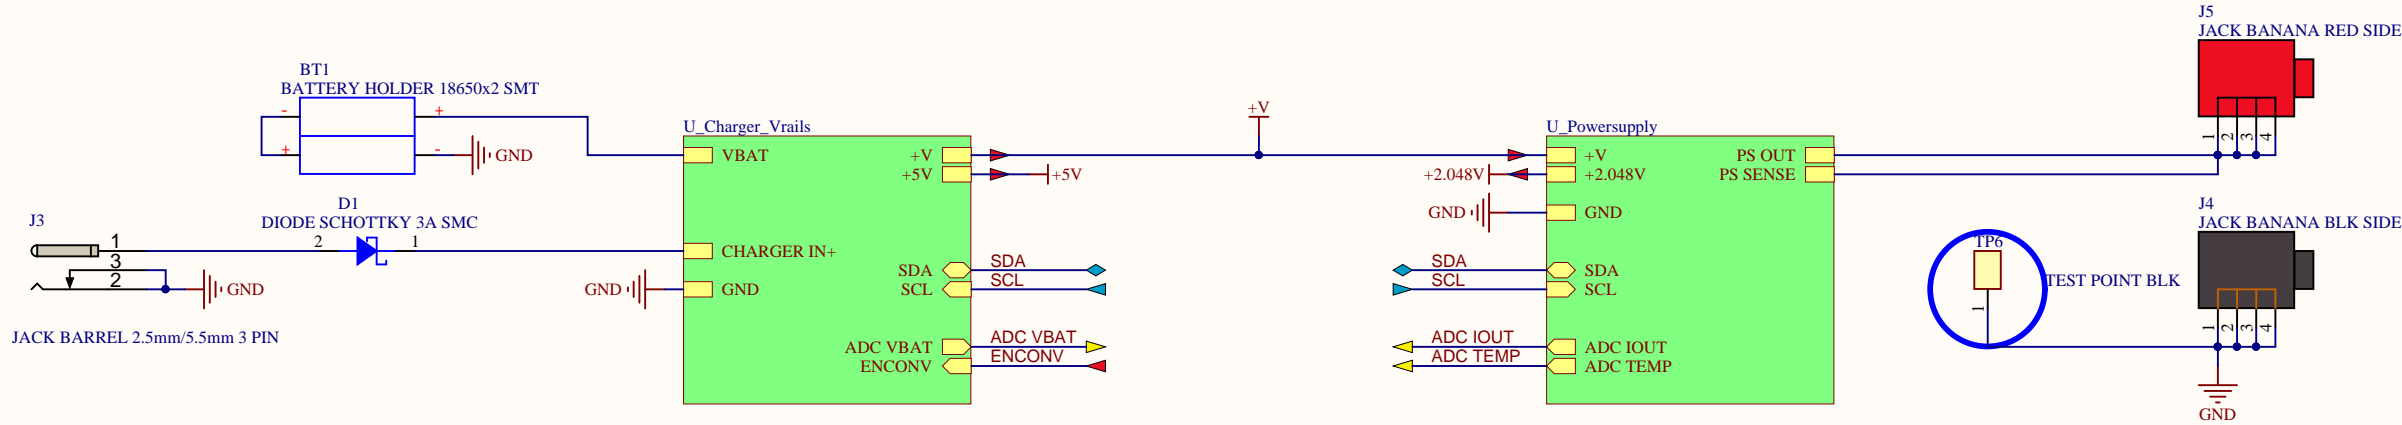 J5
JACK BANANA RED SIDE
1
2
3
4
BT1
BATTERY HOLDER 18650x2 SMT
-
+
+
-
GND
U_Charger_Vrails
VBAT
+V
+5V
+5V
CHARGER IN+
GND
GND
SDA
SCL
SDA
SCL
ADC VBAT
ENCONV
ADC VBAT
ENCONV
+V
U_Powersupply
+V
+2.048V
+2.048V
GND
GND
PS OUT
PS SENSE
SDA
SCL
SDA
SCL
ADC IOUT
ADC TEMP
ADC IOUT
ADC TEMP
J3
1
3
2
GND
JACK BARREL 2.5mm/5.5mm 3 PIN
D1
DIODE SCHOTTKY 3A SMC
2
1
TP6
1
TEST POINT BLK
J4
JACK BANANA BLK SIDE
1
2
3
4
GND